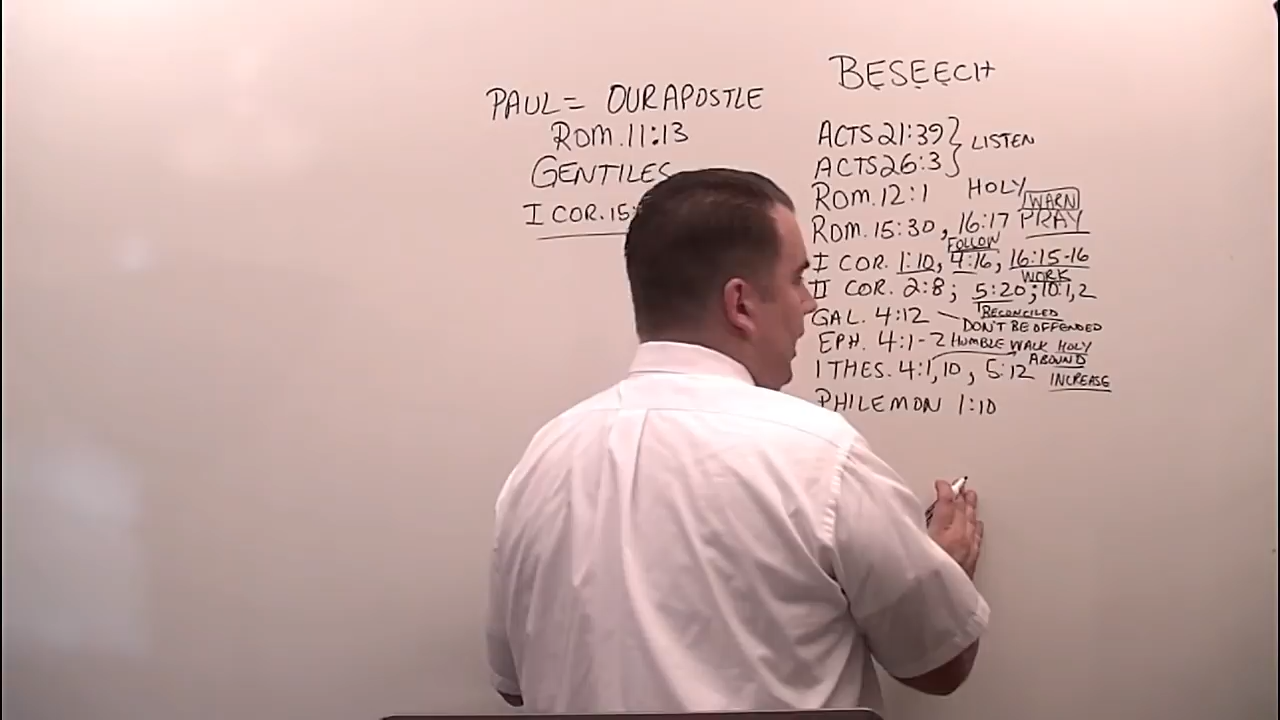 PAUL = OUR APOSTLE
ROM. 11:13
GENTILES
I COR. 15:
BESEECH
ACTS 21:39 } LISTEN
ACTS 26:3
ROM. 12:1 HOLY
WARN
ROM. 15:30, 16:17 PRAY
FOLLOW
I COR. 1:10, 4:16, 16:15-16
WORK
II COR. 2:8; 5:20; 10:1,2
RECONCILED
GAL. 4:12 — DON'T BE OFFENDED
EPH. 4:1-2 HUMBLE WALK HOLY
ABOUND
I THES. 4:1,10, 5:12 INCREASE
PHILEMON 1:10